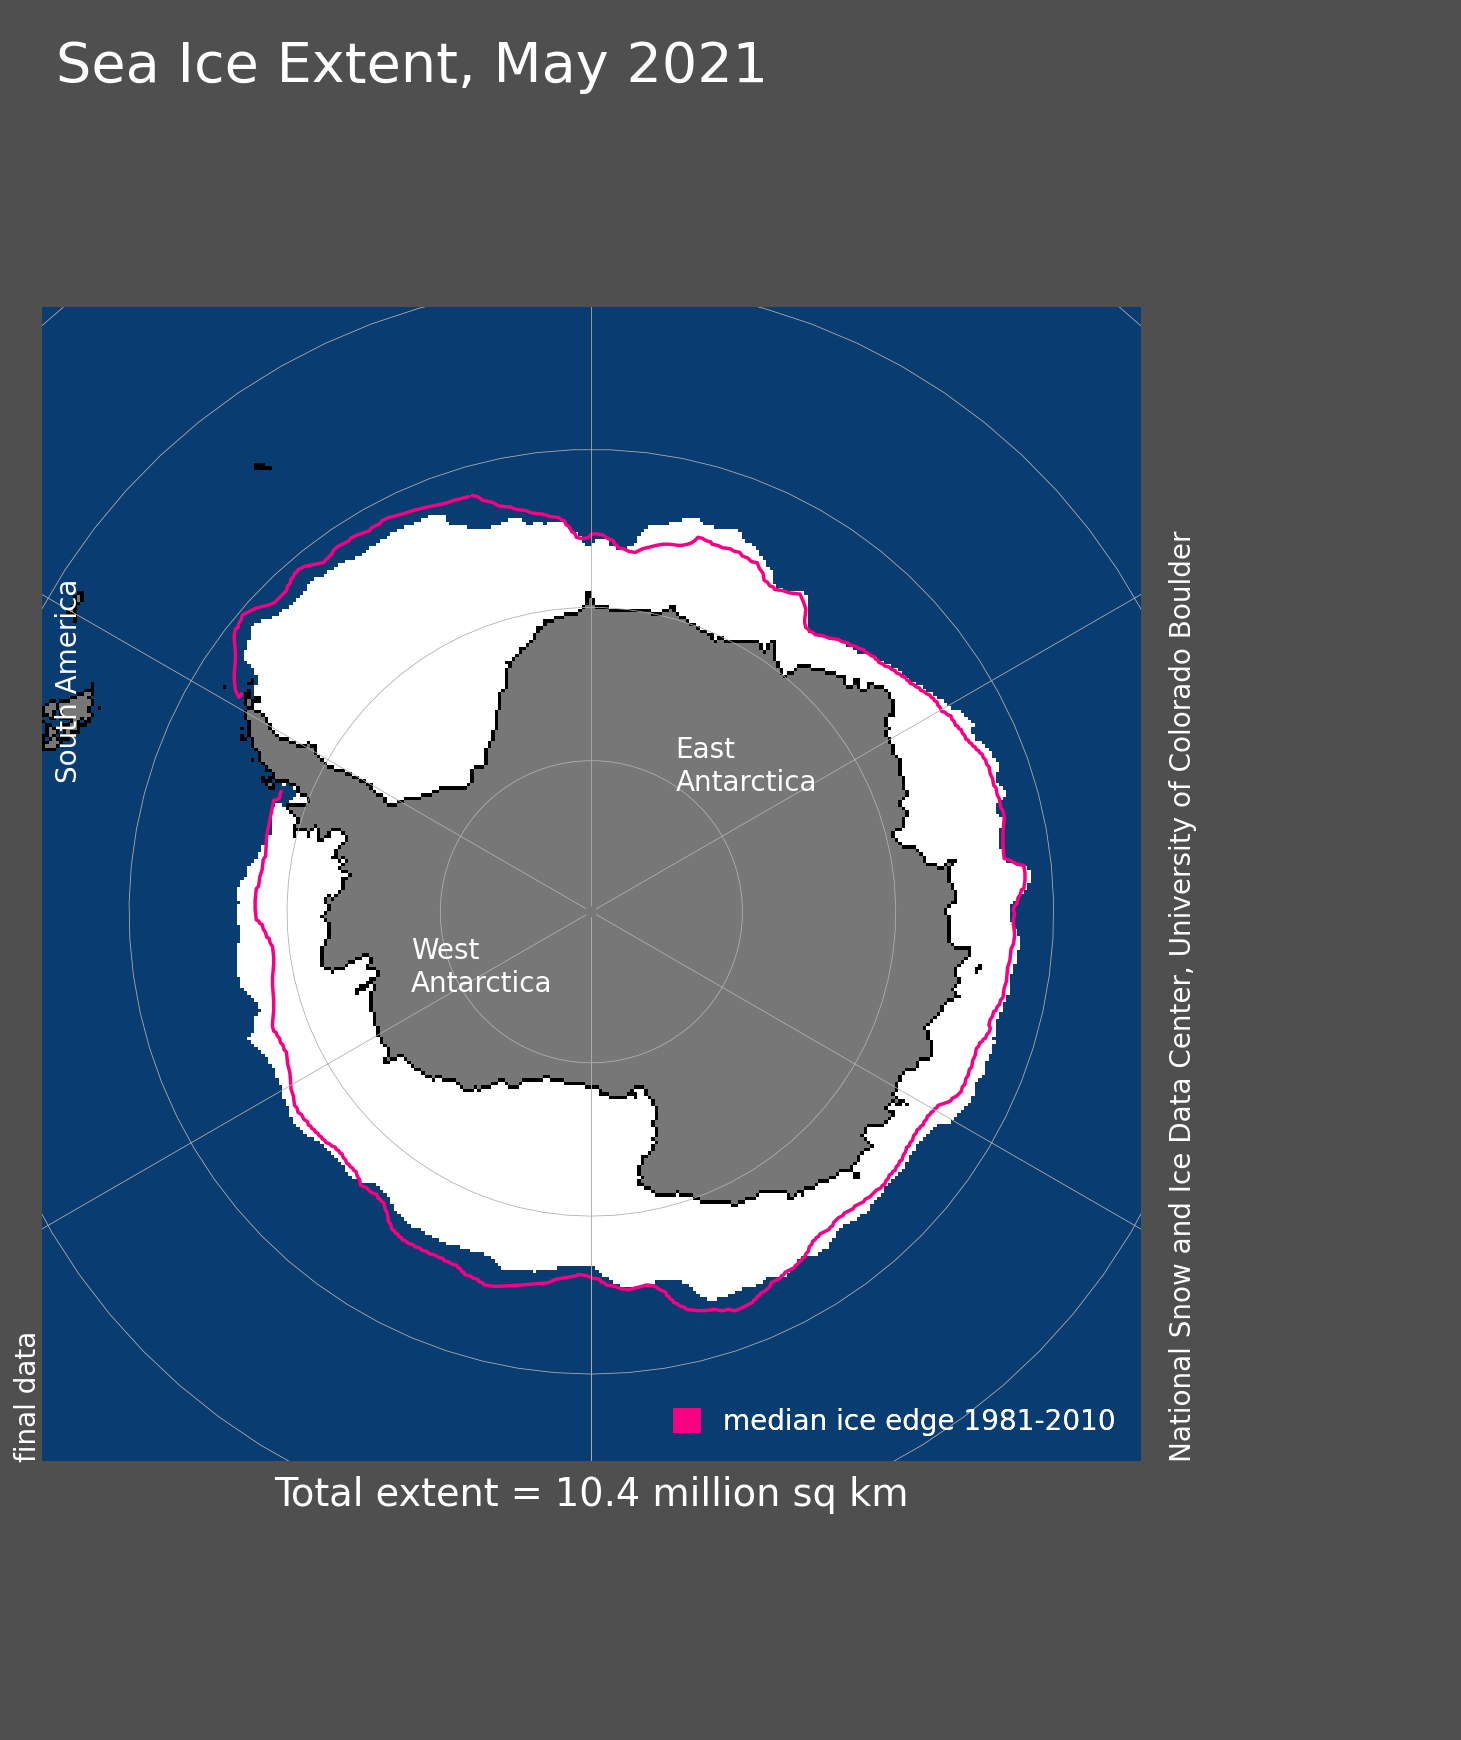 Sea Ice Extent, May 2021
South America
East
Antarctica
West
Antarctica
National Snow and Ice Data Center, University of Colorado Boulder
final data
median ice edge 1981-2010
Total extent = 10.4 million sq km